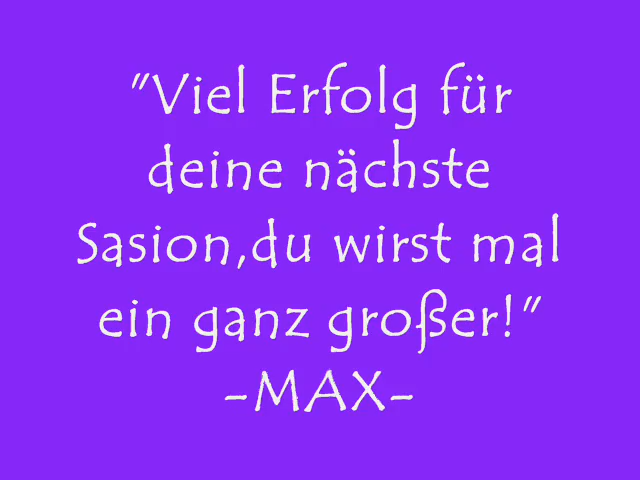 "Viel Erfolg für
deine nächste
Sasion,du wirst mal
ein ganz großer!"
-MAX-